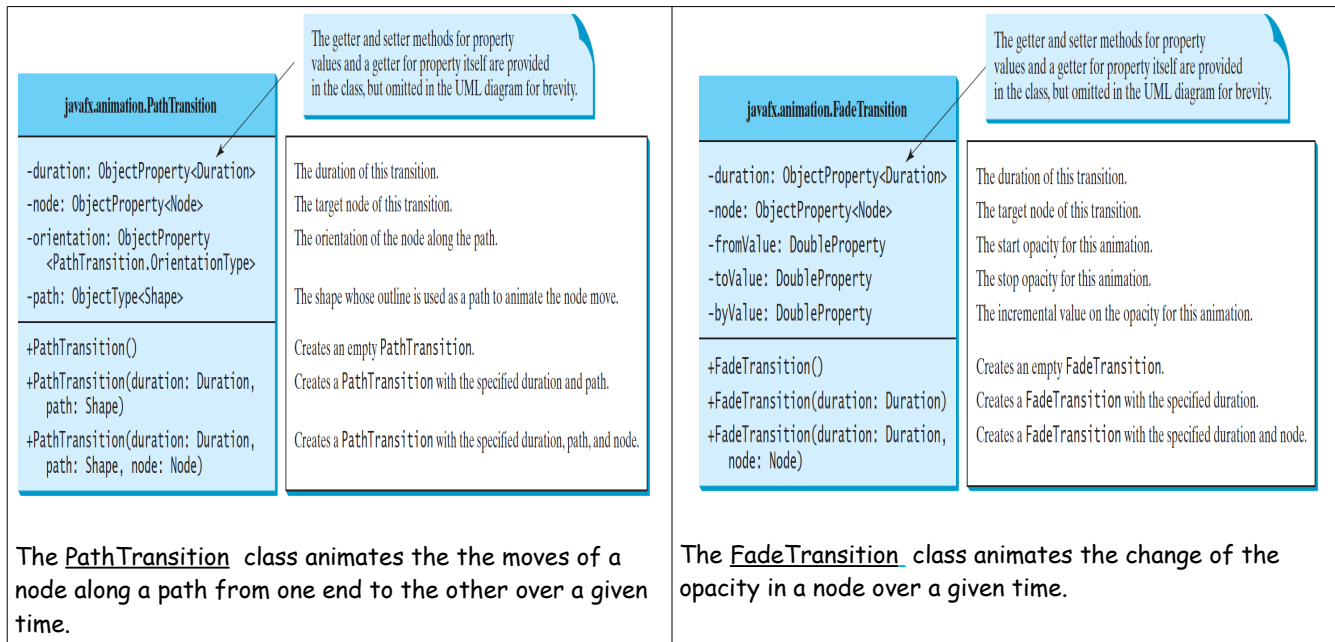 The getter and setter methods for property
values and a getter for property itself are provided
in the class, but omitted in the UML diagram for brevity.
javafx.animation.PathTransition
-duration: ObjectProperty<Duration>
The duration of this transition.
-node: ObjectProperty<Node>
The target node of this transition.
-orientation: ObjectProperty
<PathTransition.OrientationType>
The orientation of the node along the path.
-path: ObjectType<Shape>
The shape whose outline is used as a path to animate the node move.
+PathTransition()
Creates an empty PathTransition.
+PathTransition(duration: Duration,
path: Shape)
Creates a PathTransition with the specified duration and path.
+PathTransition(duration: Duration,
path: Shape, node: Node)
Creates a PathTransition with the specified duration, path, and node.
The PathTransition class animates the the moves of a
node along a path from one end to the other over a given
time.
The getter and setter methods for property
values and a getter for property itself are provided
in the class, but omitted in the UML diagram for brevity.
javafx.animation.FadeTransition
-duration: ObjectProperty<Duration>
The duration of this transition.
-node: ObjectProperty<Node>
The target node of this transition.
-fromValue: DoubleProperty
The start opacity for this animation.
-toValue: DoubleProperty
The stop opacity for this animation.
-byValue: DoubleProperty
The incremental value on the opacity for this animation.
+FadeTransition()
Creates an empty FadeTransition.
+FadeTransition(duration: Duration)
Creates a FadeTransition with the specified duration.
+FadeTransition(duration: Duration,
node: Node)
Creates a FadeTransition with the specified duration and node.
The FadeTransition class animates the change of the
opacity in a node over a given time.